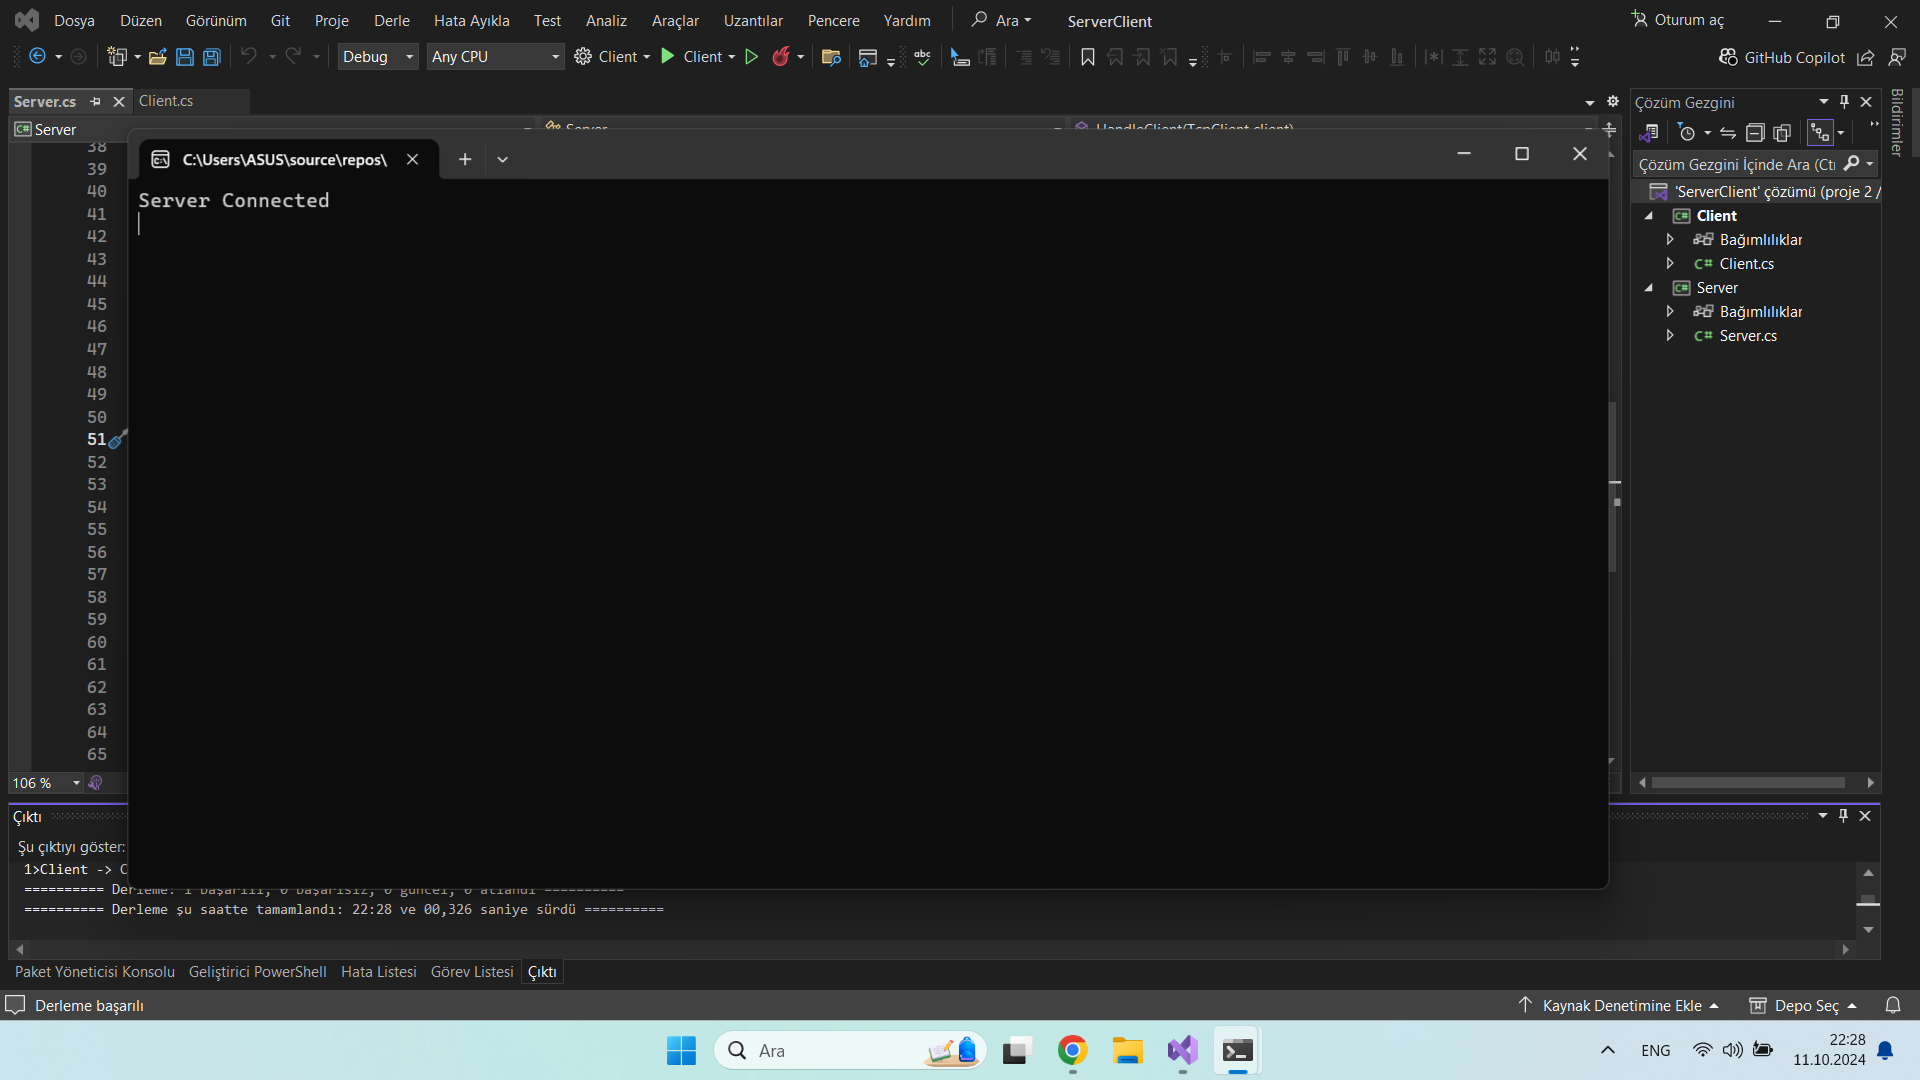 Dosya Düzen Görünüm Git Proje Derle Hata Ayıkla Test Analiz Araçlar Uzantılar Pencere Yardım Ara ServerClient Oturum aç
Debug Any CPU Client Client abc GitHub Copilot
Server.cs Client.cs
Server Server HandleClient(TcpClient client)
Çözüm Gezgini
Bildirimler
Çözüm Gezgini İçinde Ara (Ct
'ServerClient' çözümü (proje 2 /
Client
Bağımlılıklar
C# Client.cs
Server
Bağımlılıklar
C# Server.cs
C:\Users\ASUS\source\repos\
Server Connected
38
39
40
41
42
43
44
45
46
47
48
49
50
51
52
53
54
55
56
57
58
59
60
61
62
63
64
65
106 %
Çıktı
Şu çıktıyı göster:
1>Client -> C
========== Derleme: 1 başarılı, 0 başarısız, 0 güncel, 0 atlandı ==========
========== Derleme şu saatte tamamlandı: 22:28 ve 00,326 saniye sürdü ==========
Paket Yöneticisi Konsolu Geliştirici PowerShell Hata Listesi Görev Listesi Çıktı
Derleme başarılı Kaynak Denetimine Ekle Depo Seç
Ara ENG 22:28
11.10.2024